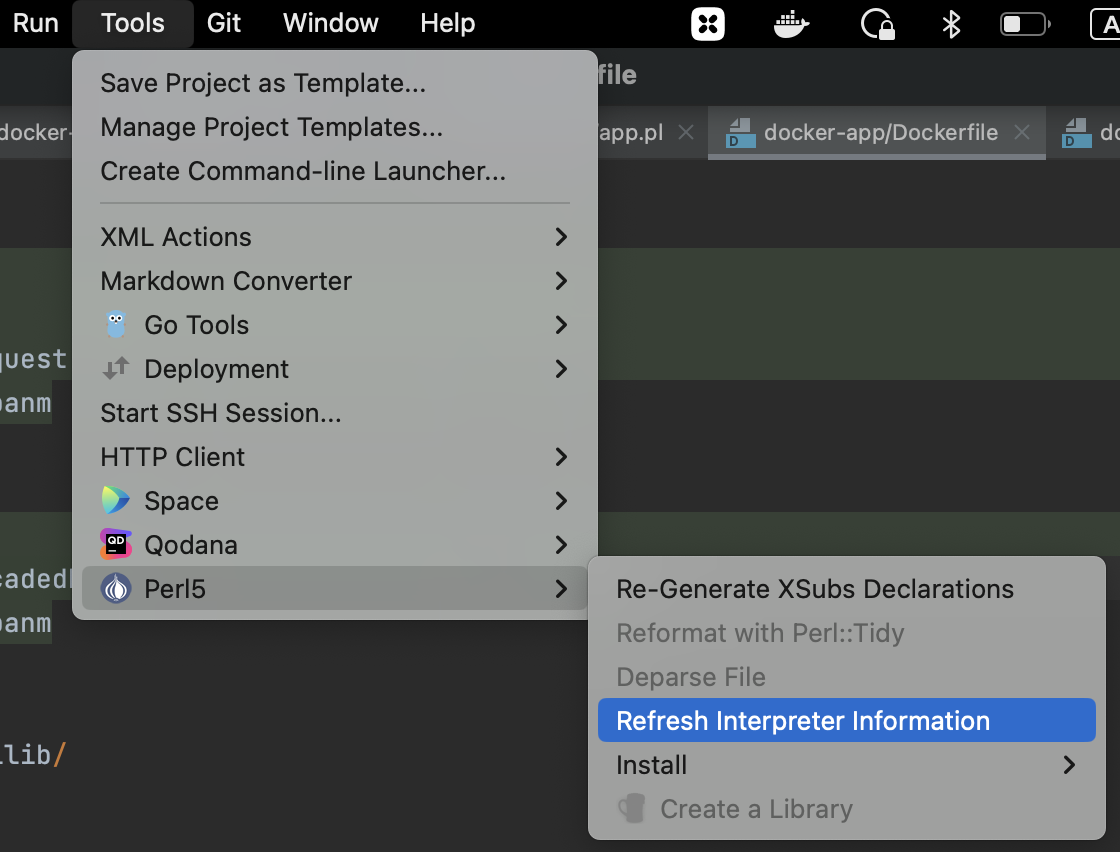 Run Tools Git Window Help A
file
docker- app.pl docker-app/Dockerfile
Save Project as Template...
Manage Project Templates...
Create Command-line Launcher...
XML Actions
Markdown Converter
Go Tools
Deployment
Start SSH Session...
HTTP Client
Space
QD Qodana
Perl5
quest
panm
caded
panm
lib/
Re-Generate XSubs Declarations
Reformat with Perl::Tidy
Deparse File
Refresh Interpreter Information
Install
Create a Library